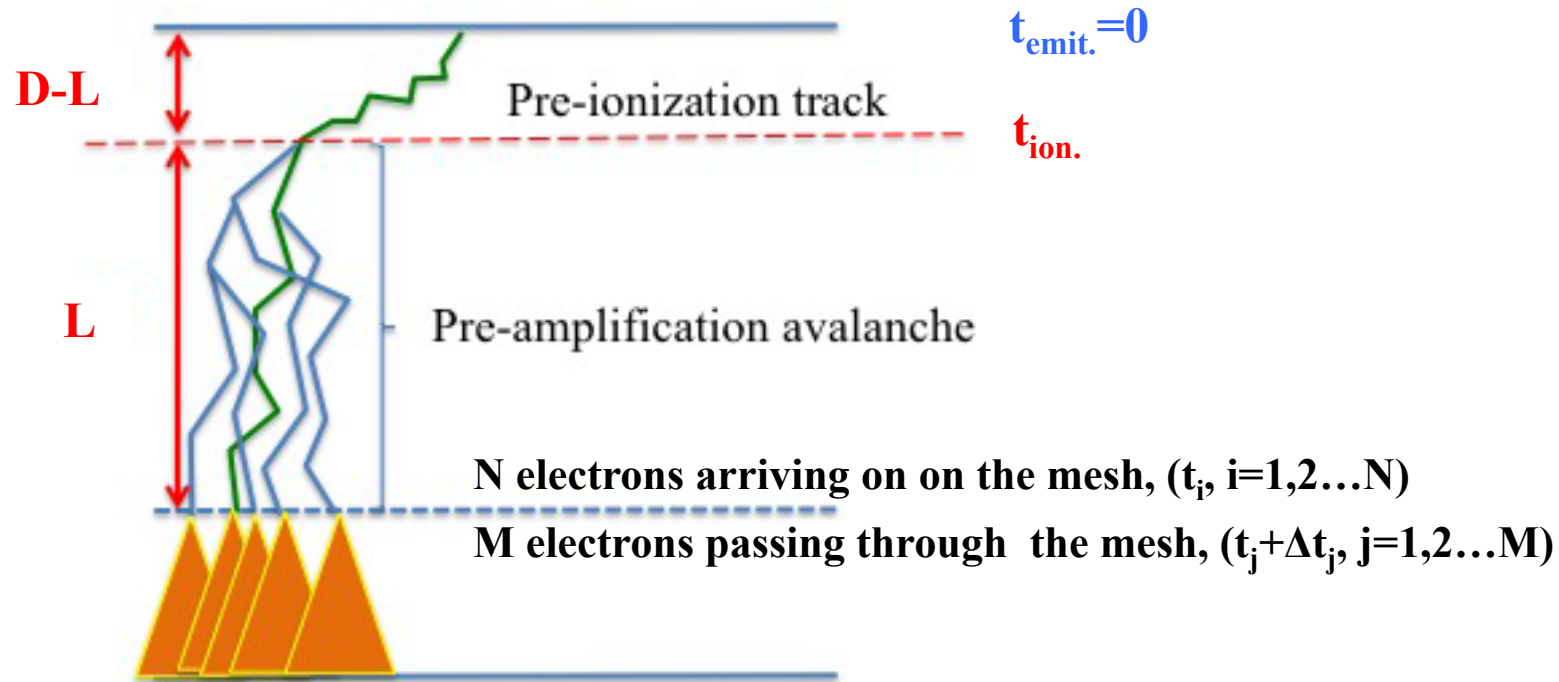 t_emit.=0
D-L
Pre-ionization track
t_ion.
L
Pre-amplification avalanche
N electrons arriving on on the mesh, (t_i, i=1,2…N)
M electrons passing through the mesh, (t_j+Δt_j, j=1,2…M)